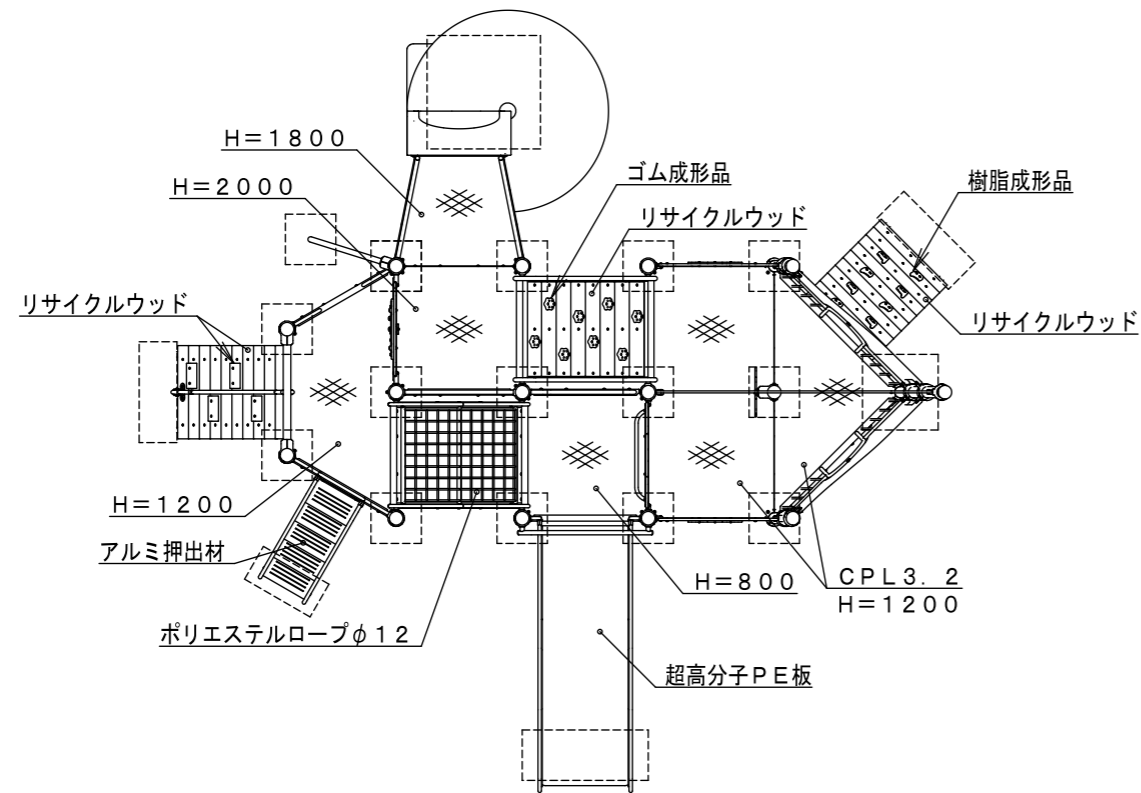 Ｈ＝１８００
Ｈ＝２０００
ゴム成形品
リサイクルウッド
樹脂成形品
リサイクルウッド
リサイクルウッド
Ｈ＝１２００
アルミ押出材
ポリエステルロープφ１２
Ｈ＝８００
ＣＰＬ３．２
Ｈ＝１２００
超高分子ＰＥ板